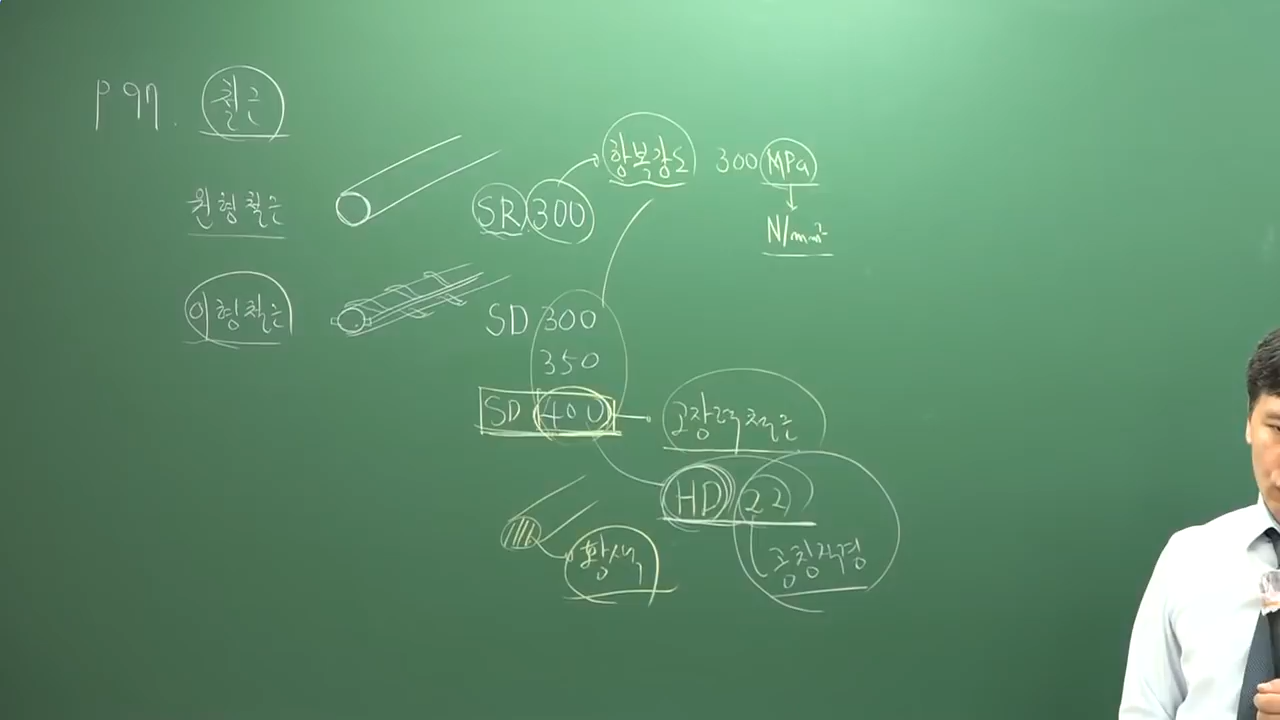 P 97. 철근
항복강도 300 MPa
원형철근 SR 300
N/mm²
이형철근 SD 300
350
SD 400 고장력철근
HD 22
황색 공칭직경